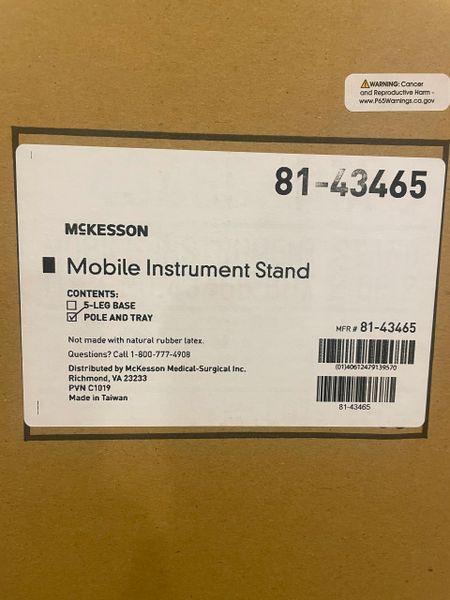 ⚠WARNING: Cancer
and Reproductive Harm -
www.P65Warnings.ca.gov
81-43465
McKESSON
Mobile Instrument Stand
CONTENTS:
☐ 5-LEG BASE
☑ POLE AND TRAY
MFR # 81-43465
Not made with natural rubber latex.
Questions? Call 1-800-777-4908
(01)40612479139570
Distributed by McKesson Medical-Surgical Inc.
Richmond, VA 23233
PVN C1019
Made in Taiwan
81-43465